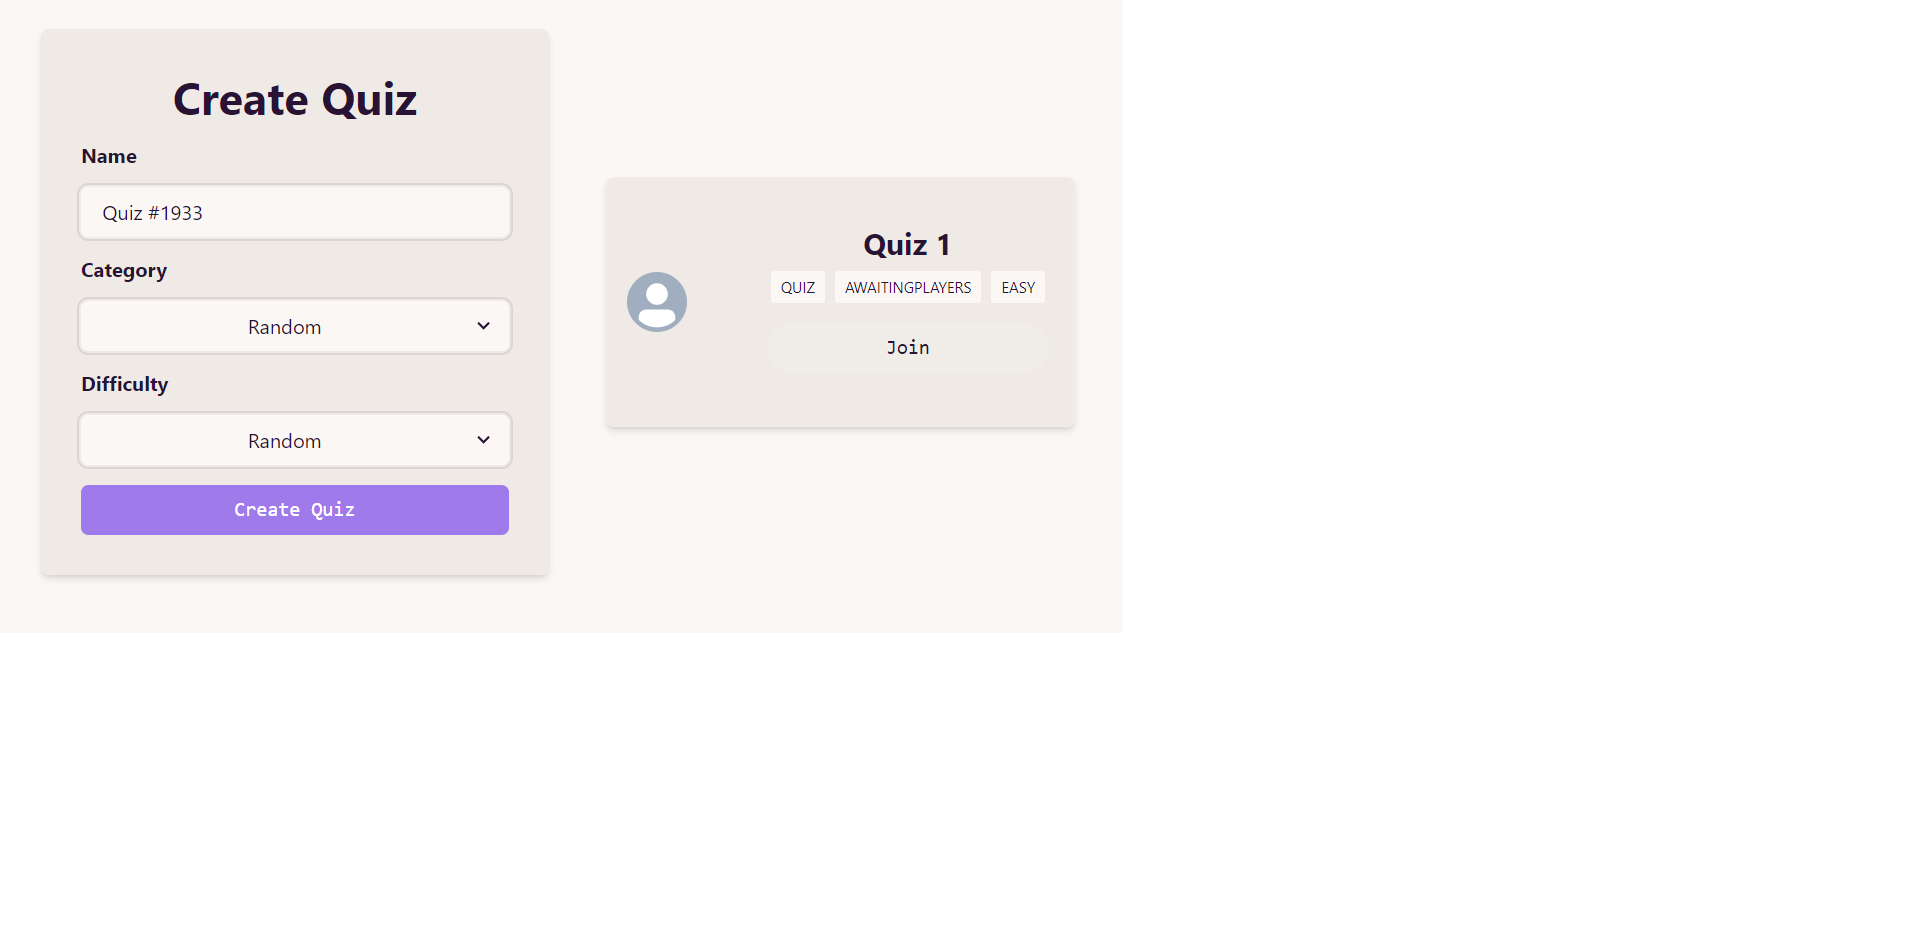 Create Quiz
Name
Quiz #1933
Category
Random
Difficulty
Random
Create Quiz
Quiz 1
QUIZ AWAITINGPLAYERS EASY
Join